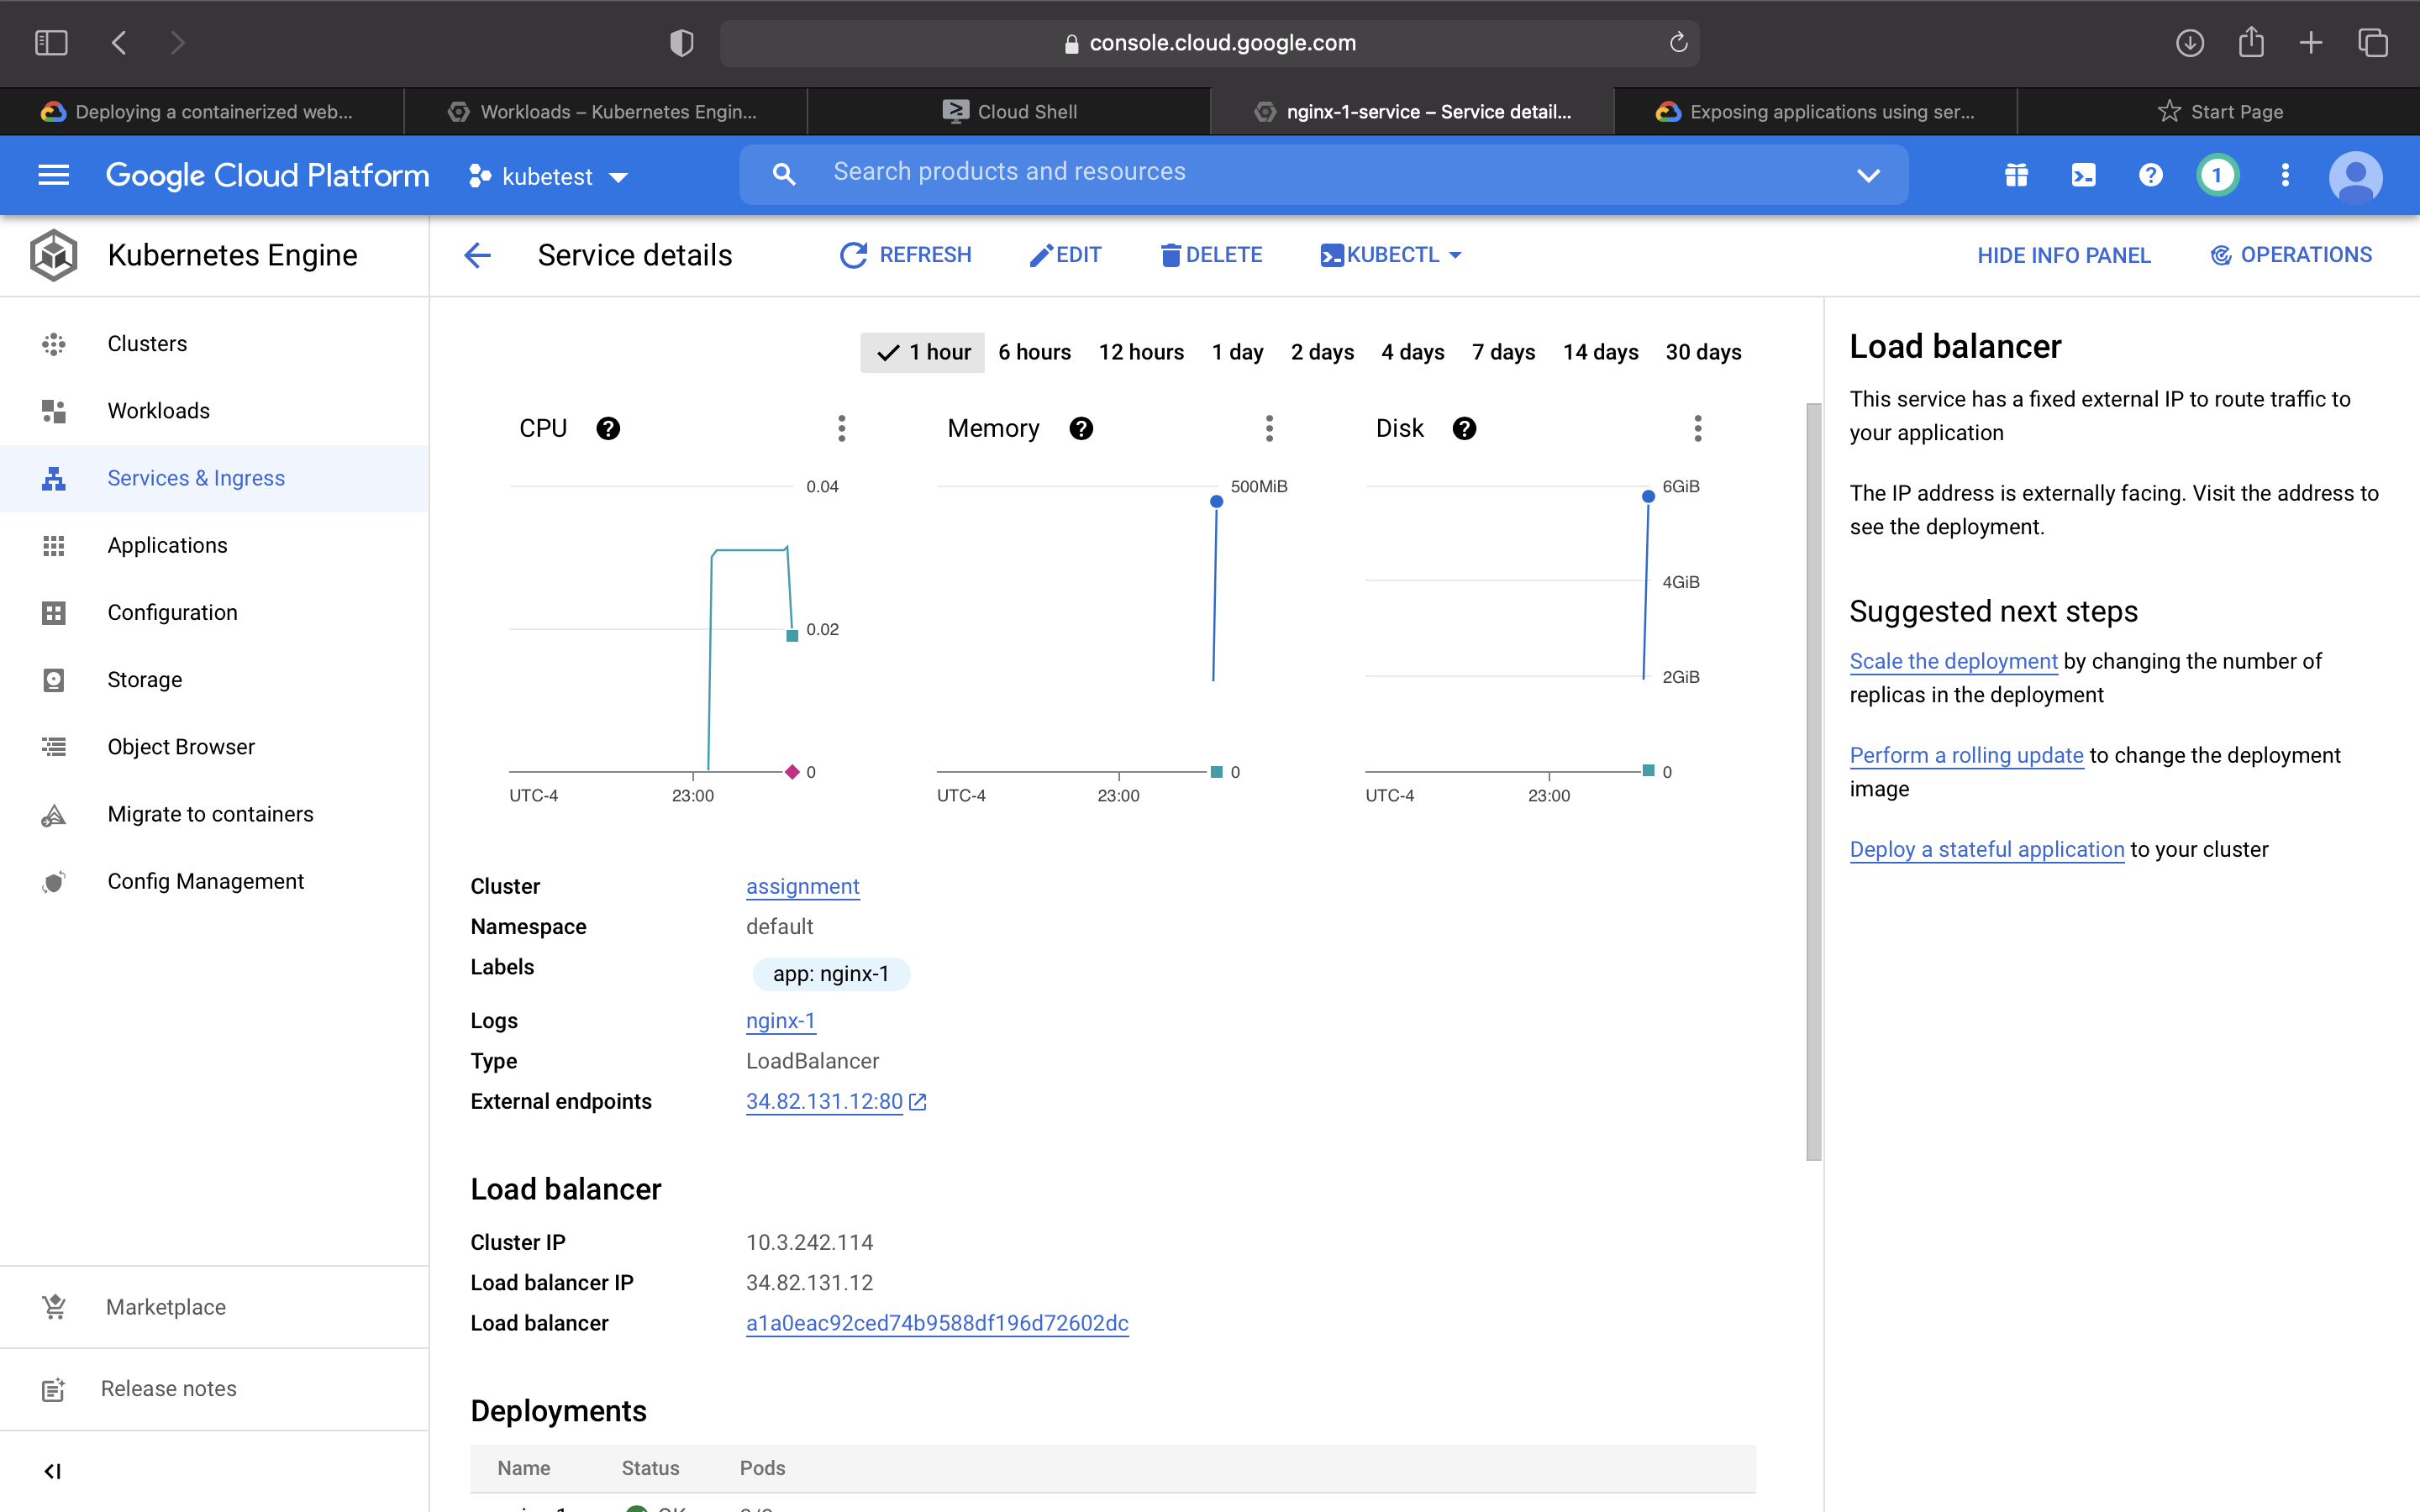 console.cloud.google.com
Deploying a containerized web...
Workloads – Kubernetes Engin...
Cloud Shell
nginx-1-service – Service detail...
Exposing applications using ser...
Start Page
Google Cloud Platform
kubetest
Search products and resources
1
Kubernetes Engine
Service details
REFRESH
EDIT
DELETE
KUBECTL
HIDE INFO PANEL
OPERATIONS
Clusters
Workloads
Services & Ingress
Applications
Configuration
Storage
Object Browser
Migrate to containers
Config Management
Marketplace
Release notes
1 hour 6 hours 12 hours 1 day 2 days 4 days 7 days 14 days 30 days
CPU
0.04
0.02
0
UTC-4 23:00
Memory
500MiB
0
UTC-4 23:00
Disk
6GiB
4GiB
2GiB
0
UTC-4 23:00
Cluster assignment
Namespace default
Labels app: nginx-1
Logs nginx-1
Type LoadBalancer
External endpoints 34.82.131.12:80
Load balancer
Cluster IP 10.3.242.114
Load balancer IP 34.82.131.12
Load balancer a1a0eac92ced74b9588df196d72602dc
Deployments
Name Status Pods
Load balancer
This service has a fixed external IP to route traffic to
your application
The IP address is externally facing. Visit the address to
see the deployment.
Suggested next steps
Scale the deployment by changing the number of
replicas in the deployment
Perform a rolling update to change the deployment
image
Deploy a stateful application to your cluster